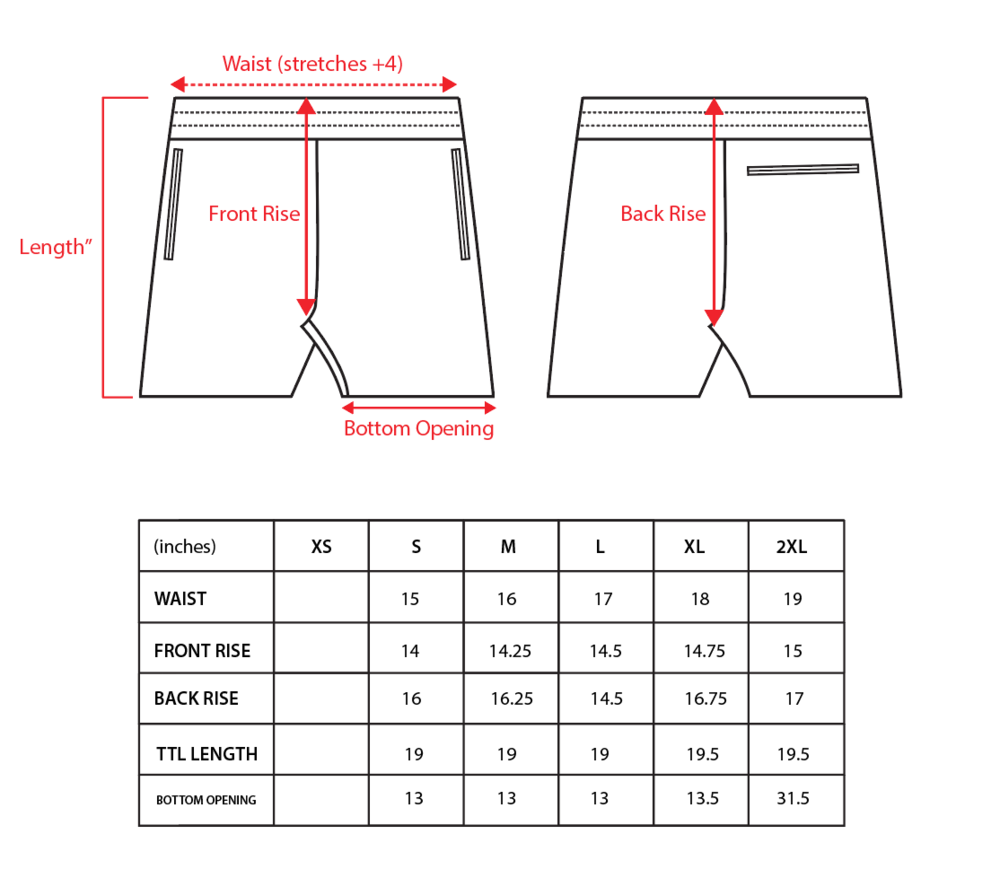 Waist (stretches +4)
Front Rise
Back Rise
Length”
Bottom Opening
(inches) XS S M L XL 2XL
WAIST 15 16 17 18 19
FRONT RISE 14 14.25 14.5 14.75 15
BACK RISE 16 16.25 14.5 16.75 17
TTL LENGTH 19 19 19 19.5 19.5
BOTTOM OPENING 13 13 13 13.5 31.5